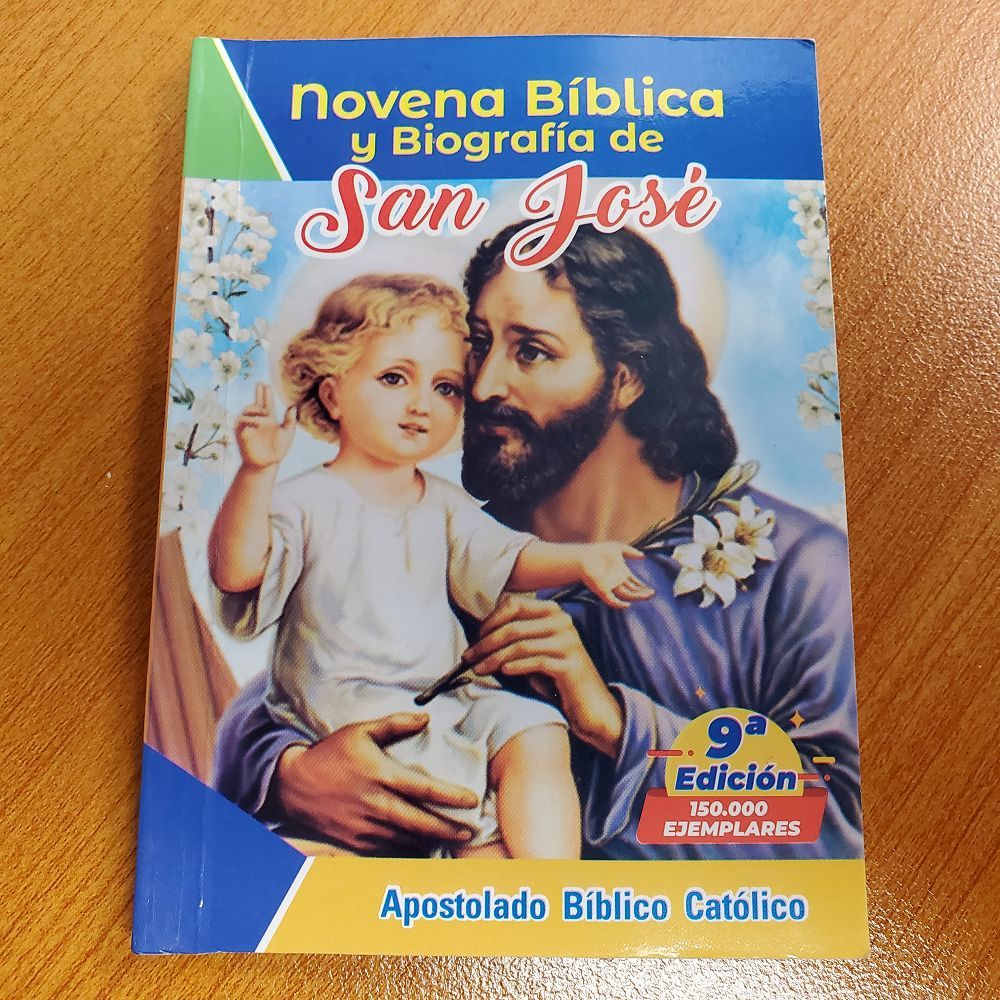 Novena Bíblica
y Biografía de
San José
9ª
Edición
150.000
EJEMPLARES
Apostolado Bíblico Católico